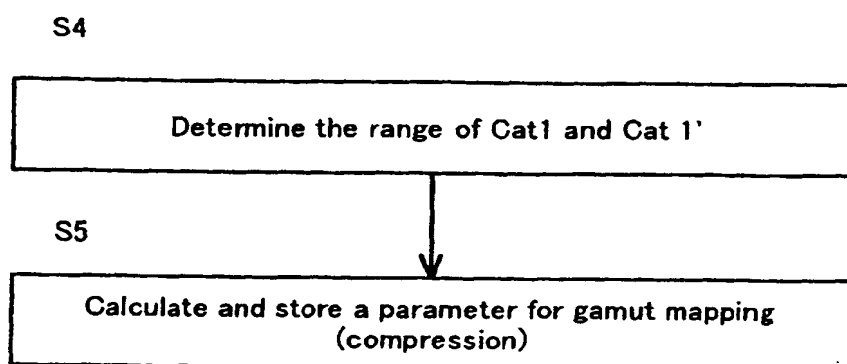 S4
Determine the range of Cat1 and Cat 1'
S5
Calculate and store a parameter for gamut mapping
(compression)